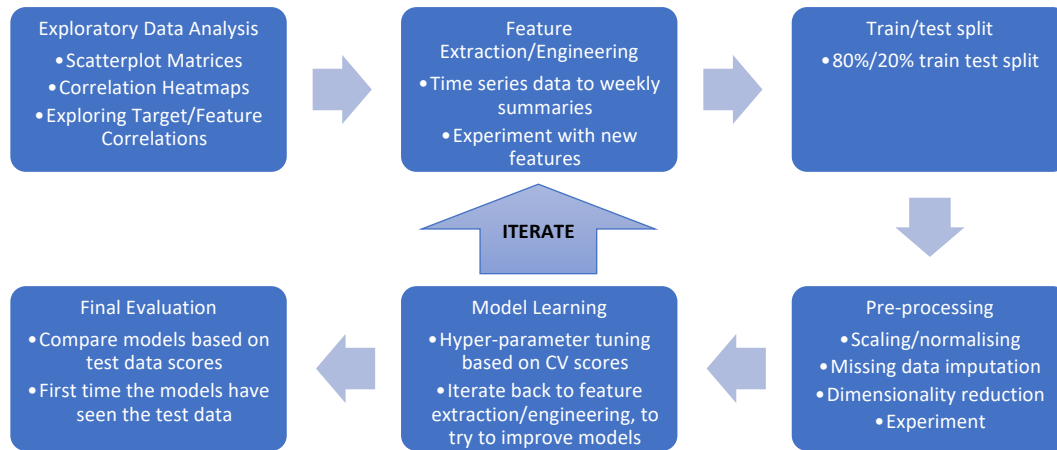 Exploratory Data Analysis
•Scatterplot Matrices
•Correlation Heatmaps
•Exploring Target/Feature
Correlations
Feature
Extraction/Engineering
•Time series data to weekly
summaries
•Experiment with new
features
Train/test split
•80%/20% train test split
ITERATE
Final Evaluation
•Compare models based on
test data scores
•First time the models have
seen the test data
Model Learning
•Hyper-parameter tuning
based on CV scores
•Iterate back to feature
extraction/engineering, to
try to improve models
Pre-processing
•Scaling/normalising
•Missing data imputation
•Dimensionality reduction
•Experiment